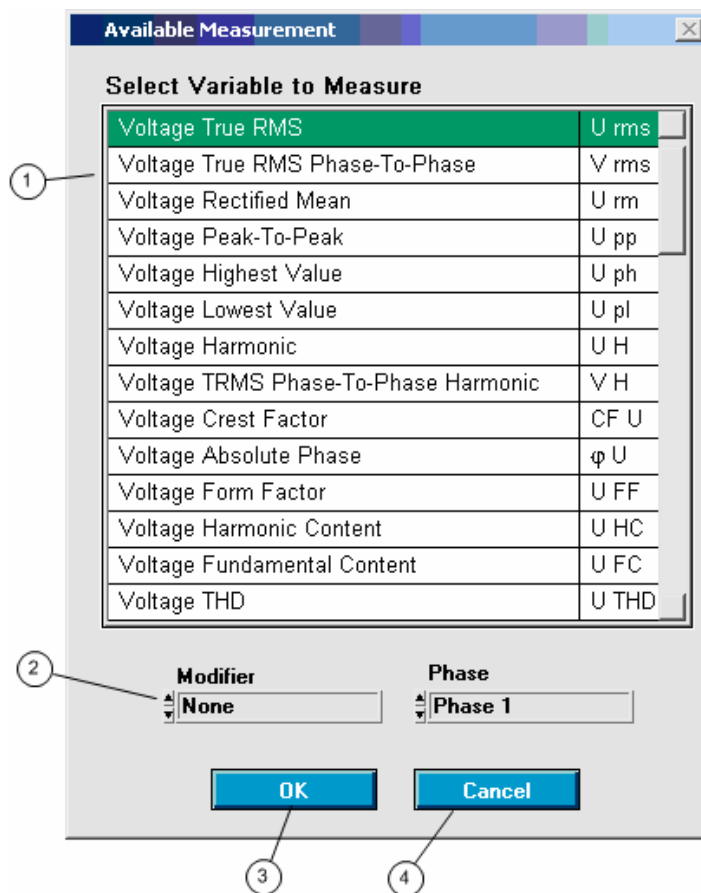 Available Measurement
Select Variable to Measure
Voltage True RMS U rms
Voltage True RMS Phase-To-Phase V rms
Voltage Rectified Mean U rm
Voltage Peak-To-Peak U pp
Voltage Highest Value U ph
Voltage Lowest Value U pl
Voltage Harmonic U H
Voltage TRMS Phase-To-Phase Harmonic V H
Voltage Crest Factor CF U
Voltage Absolute Phase φ U
Voltage Form Factor U FF
Voltage Harmonic Content U HC
Voltage Fundamental Content U FC
Voltage THD U THD
1
2
Modifier Phase
None Phase 1
OK Cancel
3 4